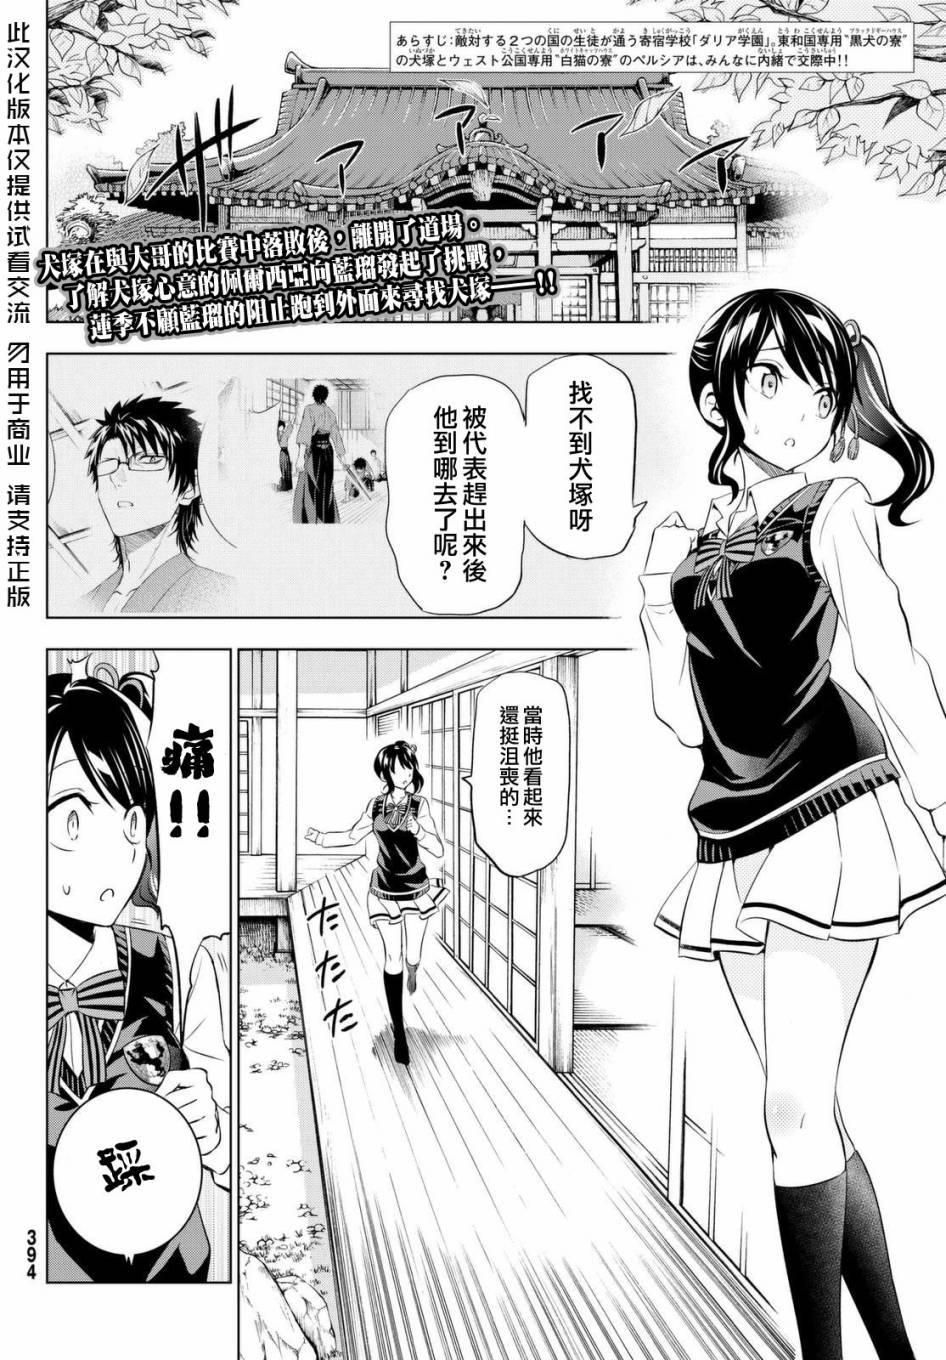 あらすじ：敵対する２つの国の生徒が通う寄宿学校「ダリア学園」。東和国専用“黒犬の寮”
の犬塚とウェスト公国専用“白猫の寮”のペルシアは、みんなに内緒で交際中！！
ワァ ァ ァ ァ
犬塚在與大哥的比賽中落敗後，離開了道場。
了解犬塚心意的佩爾西亞向藍瑠發起了挑戰，
蓮季不顧藍瑠的阻止跑到外面來尋找犬塚——！！
找不到犬塚呀
被代表趕出來後
他到哪去了呢？
當時他看起來
還挺沮喪的…
たたたた
痛！！
踩
此汉化版本仅提供试看交流 勿用于商业 请支持正版
394